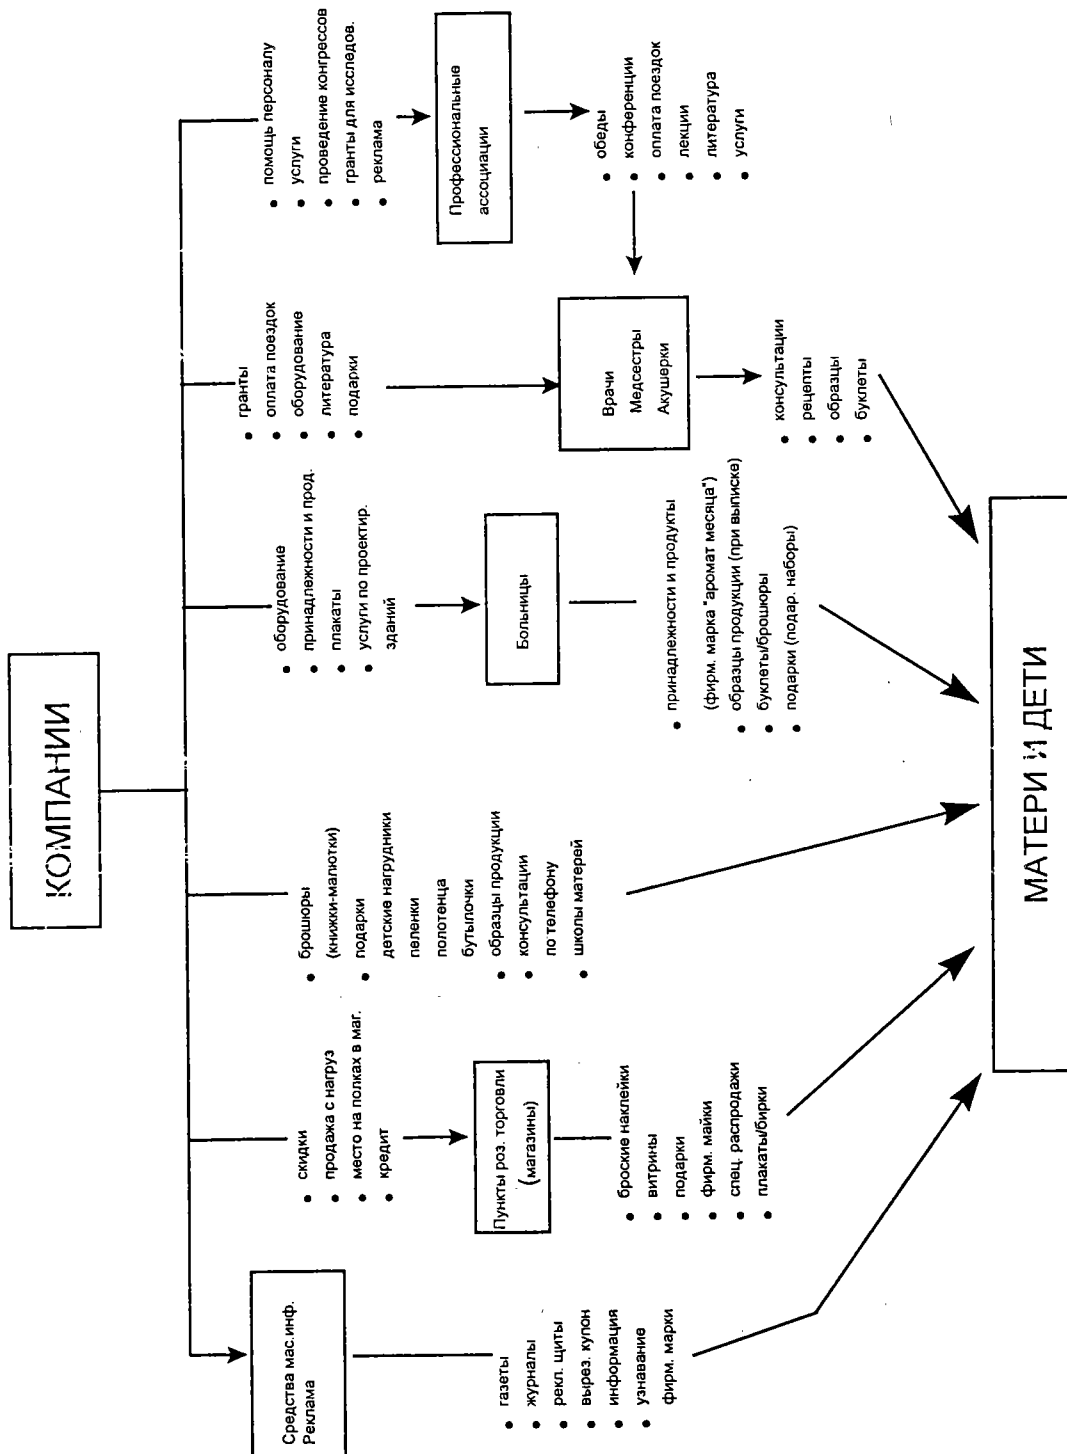 КОМПАНИИ
Средства мас.инф.
Реклама
• газеты
• журналы
• рекл. щиты
• вырез. купон
• информация
• узнавание
• фирм. марки
• скидки
• продажа с нагруз
• место на полках в маг.
• кредит
Пункты роз. торговли
(магазины)
• броские наклейки
• витрины
• подарки
• фирм. майки
• спец. распродажи
• плакаты/бирки
• брошюры
(книжки-малютки)
• подарки
детские нагрудники
пеленки
полотенца
бутылочки
• образцы продукции
• консультации
по телефону
• школы матерей
• оборудование
• принадлежности и прод.
• плакаты
• услуги по проектир.
зданий
Больницы
• принадлежности и продукты
(фирм. марка "аромат месяца")
• образцы продукции (при выписке)
• буклеты/брошюры
• подарки (подар. наборы)
• гранты
• оплата поездок
• оборудование
• литература
• подарки
Врачи
Медсестры
Акушерки
• консультации
• рецепты
• образцы
• буклеты
• помощь персоналу
• услуги
• проведение конгрессов
• гранты для исследов.
• реклама
Профессиональные
ассоциации
• обеды
• конференции
• оплата поездок
• лекции
• литература
• услуги
МАТЕРИ И ДЕТИ